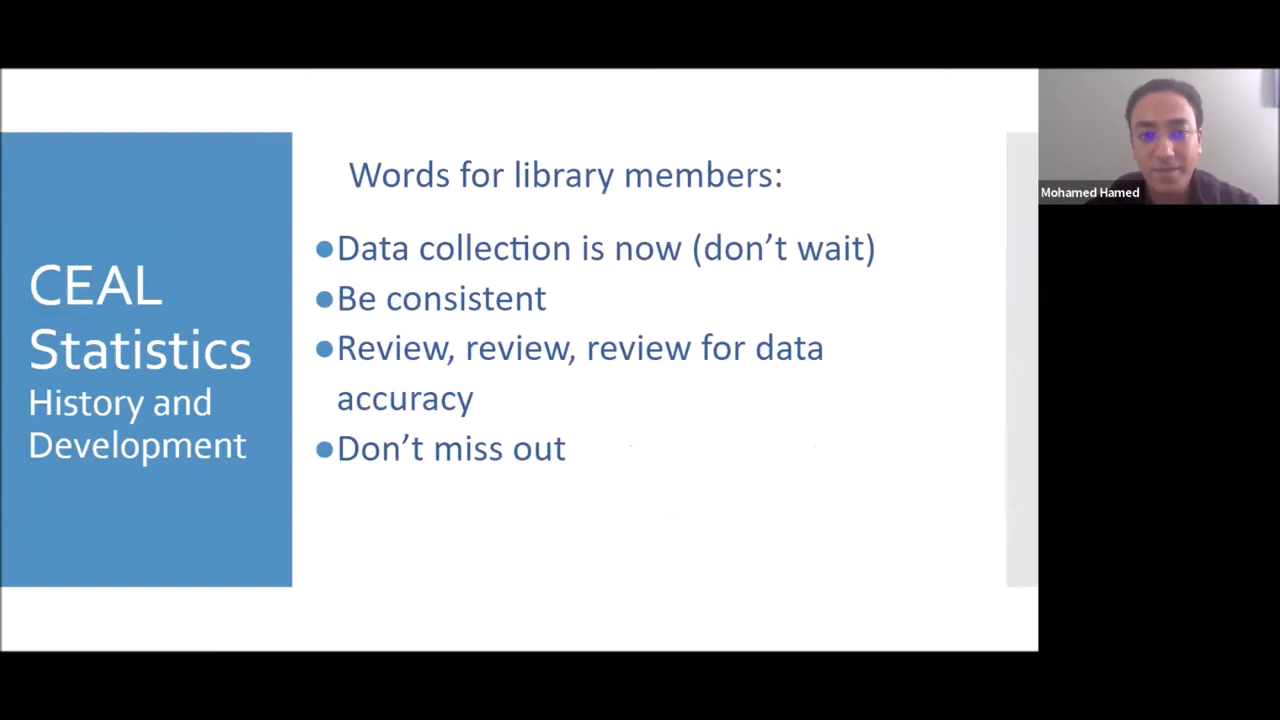 CEAL
Statistics
History and
Development
Words for library members:
●Data collection is now (don’t wait)
●Be consistent
●Review, review, review for data
accuracy
●Don’t miss out
Mohamed Hamed